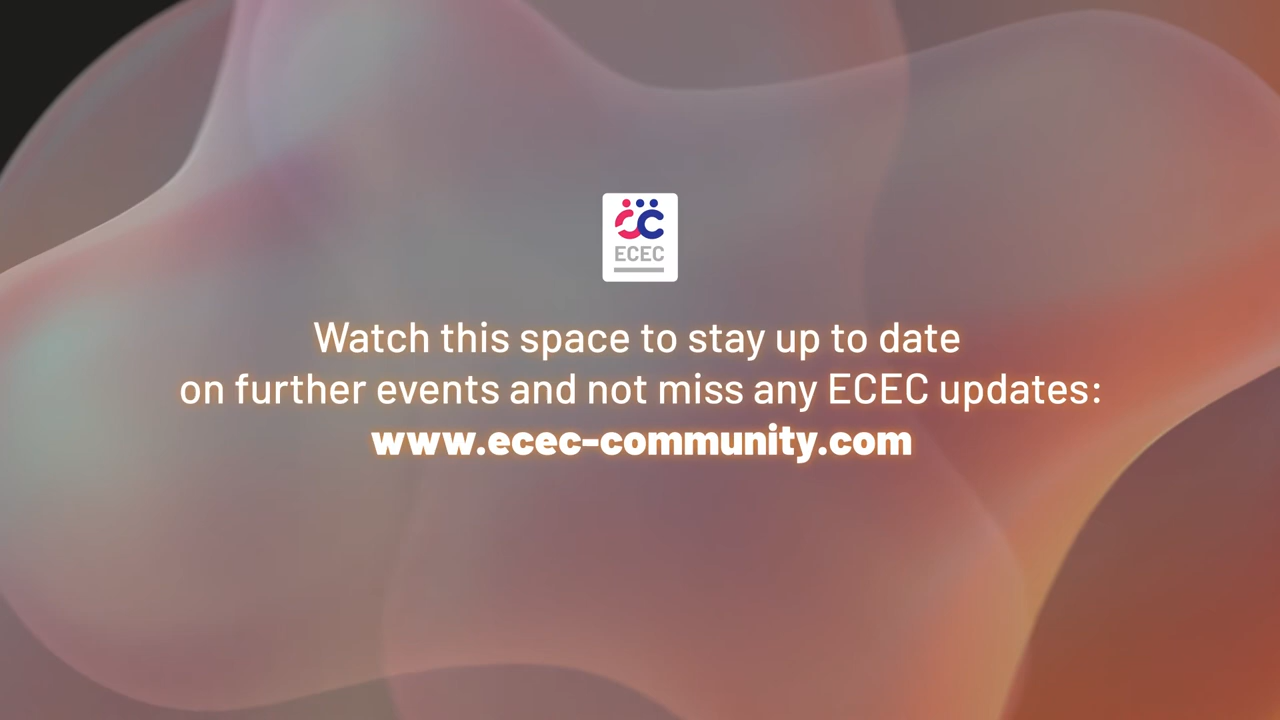 ECEC
Watch this space to stay up to date
on further events and not miss any ECEC updates:
www.ecec-community.com